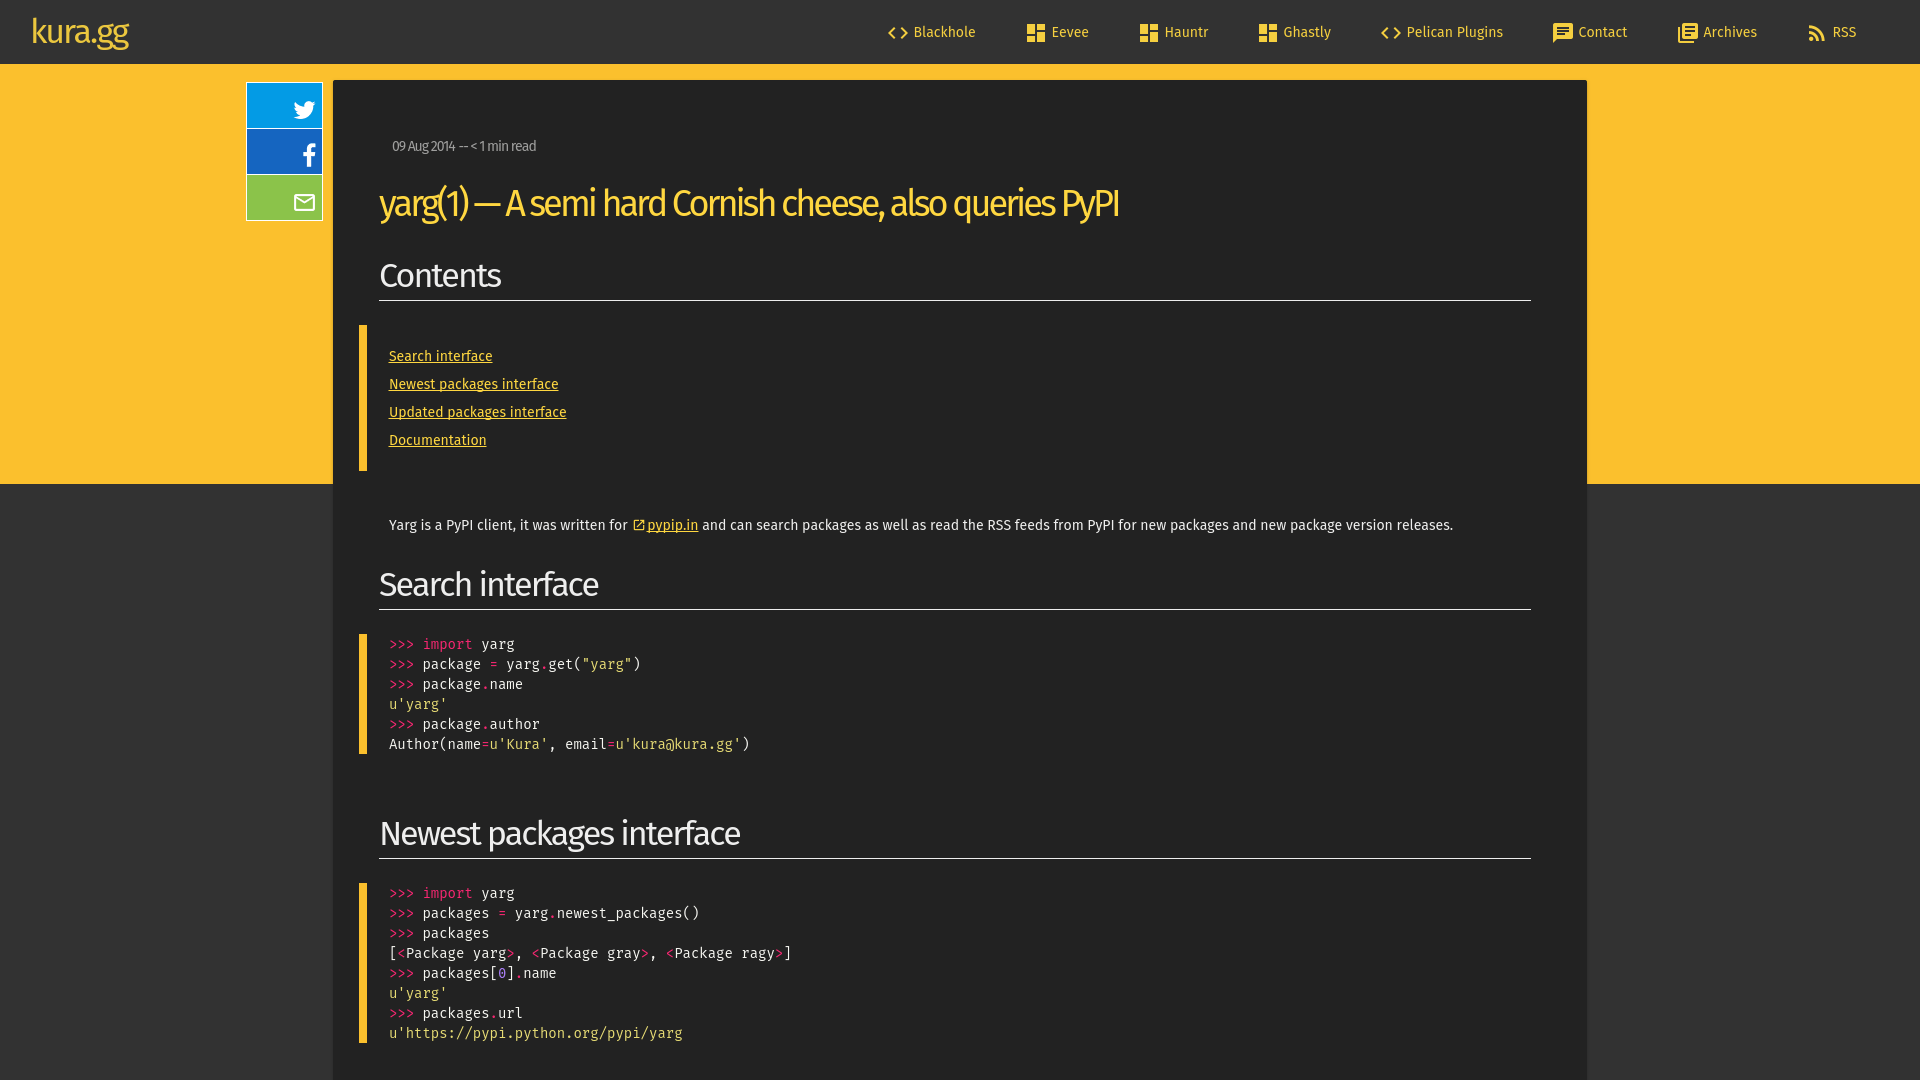 kura.gg
Blackhole
Eevee
Hauntr
Ghastly
Pelican Plugins
Contact
Archives
RSS
09 Aug 2014 -- < 1 min read
yarg(1) — A semi hard Cornish cheese, also queries PyPI
Contents
Search interface
Newest packages interface
Updated packages interface
Documentation
Yarg is a PyPI client, it was written for pypip.in and can search packages as well as read the RSS feeds from PyPI for new packages and new package version releases.
Search interface
>>> import yarg
>>> package = yarg.get("yarg")
>>> package.name
u'yarg'
>>> package.author
Author(name=u'Kura', email=u'kura@kura.gg')
Newest packages interface
>>> import yarg
>>> packages = yarg.newest_packages()
>>> packages
[<Package yarg>, <Package gray>, <Package ragy>]
>>> packages[0].name
u'yarg'
>>> packages.url
u'https://pypi.python.org/pypi/yarg